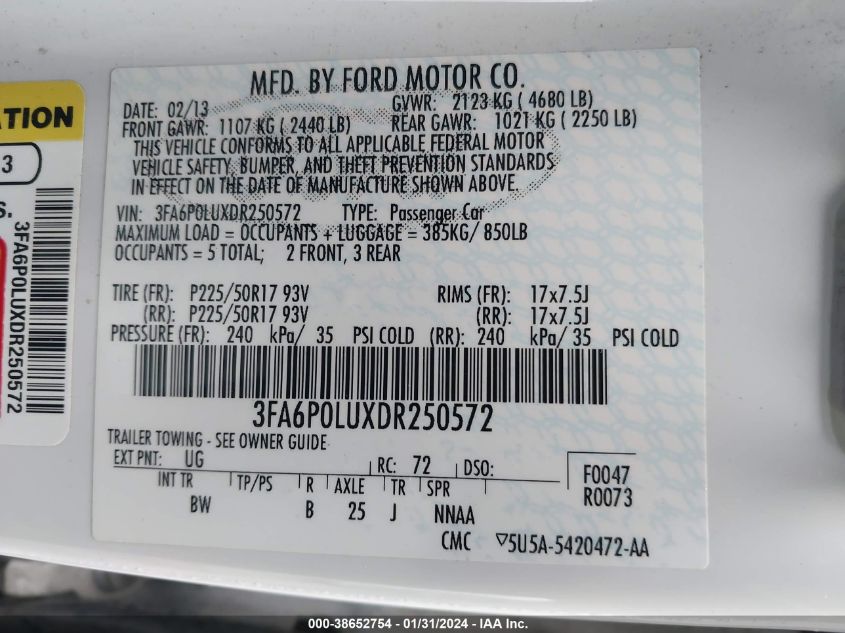 MFD. BY FORD MOTOR CO.
DATE: 02/13 GVWR: 2123 KG ( 4680 LB)
FRONT GAWR: 1107 KG ( 2440 LB) REAR GAWR: 1021 KG ( 2250 LB)
THIS VEHICLE CONFORMS TO ALL APPLICABLE FEDERAL MOTOR
VEHICLE SAFETY, BUMPER, AND THEFT PREVENTION STANDARDS
IN EFFECT ON THE DATE OF MANUFACTURE SHOWN ABOVE.
VIN: 3FA6P0LUXDR250572 TYPE: Passenger Car
MAXIMUM LOAD = OCCUPANTS + LUGGAGE = 385KG/ 850LB
OCCUPANTS = 5 TOTAL; 2 FRONT, 3 REAR
TIRE (FR): P225/50R17 93V RIMS (FR): 17x7.5J
(RR): P225/50R17 93V (RR): 17x7.5J
PRESSURE (FR): 240 kPa/ 35 PSI COLD (RR): 240 kPa/ 35 PSI COLD
3FA6P0LUXDR250572
TRAILER TOWING - SEE OWNER GUIDE
EXT PNT: UG RC: 72 DSO:
INT TR TP/PS R AXLE TR SPR
BW B 25 J NNAA
F0047
R0073
CMC ▽5U5A-5420472-AA
ATION
3
S.
3FA6P0LUXDR250572
000-38652754 - 01/31/2024 - IAA Inc.